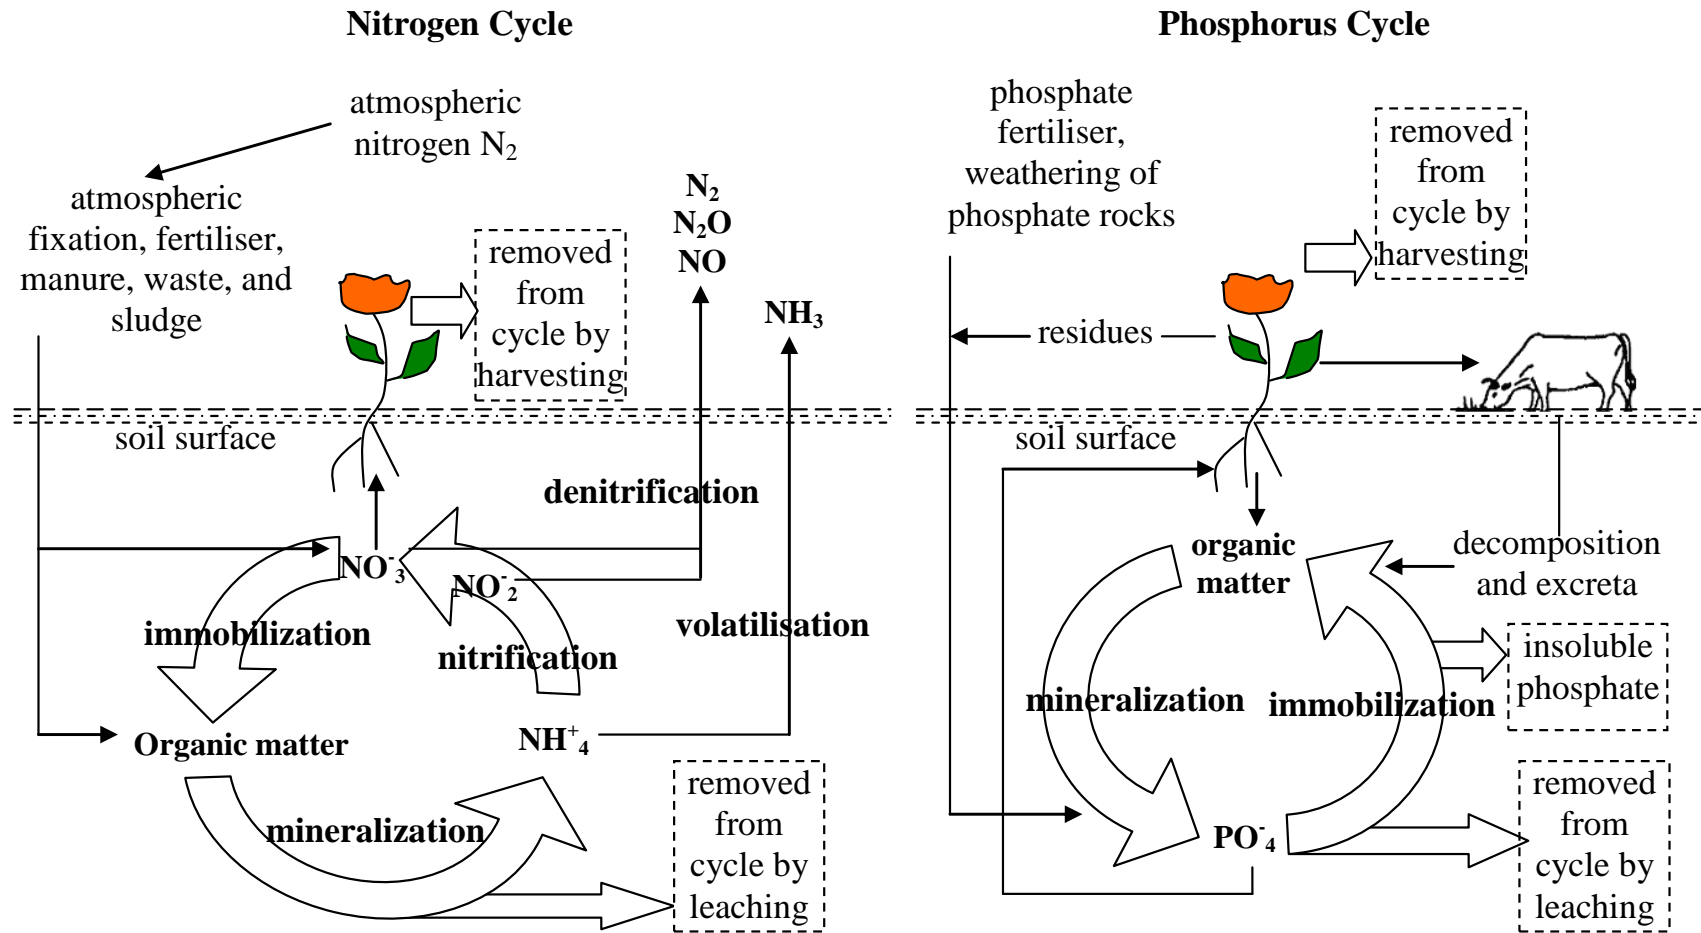 Nitrogen Cycle
atmospheric
nitrogen N₂
atmospheric
fixation, fertiliser,
manure, waste, and
sludge
removed
from
cycle by
harvesting
N₂
N₂O
NO
NH₃
soil surface
denitrification
NO⁻₃
NO⁻₂
immobilization
nitrification
volatilisation
Organic matter
NH⁺₄
mineralization
removed
from
cycle by
leaching
Phosphorus Cycle
phosphate
fertiliser,
weathering of
phosphate rocks
removed
from
cycle by
harvesting
residues
soil surface
organic
matter
decomposition
and excreta
insoluble
phosphate
mineralization
immobilization
PO⁻₄
removed
from
cycle by
leaching